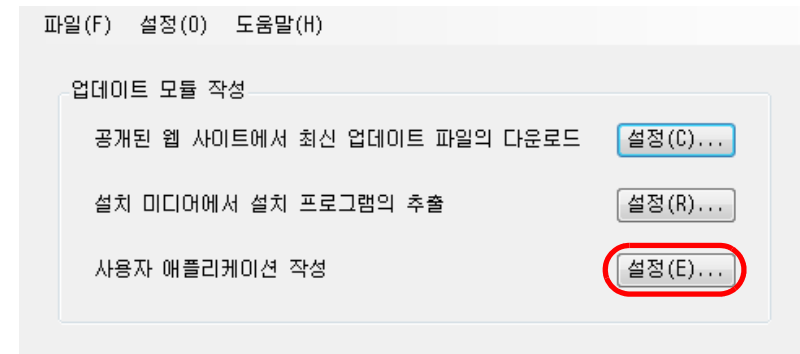 파일(F) 설정(O) 도움말(H)
업데이트 모듈 작성
공개된 웹 사이트에서 최신 업데이트 파일의 다운로드 설정(C)...
설치 미디어에서 설치 프로그램의 추출 설정(R)...
사용자 애플리케이션 작성 설정(E)...